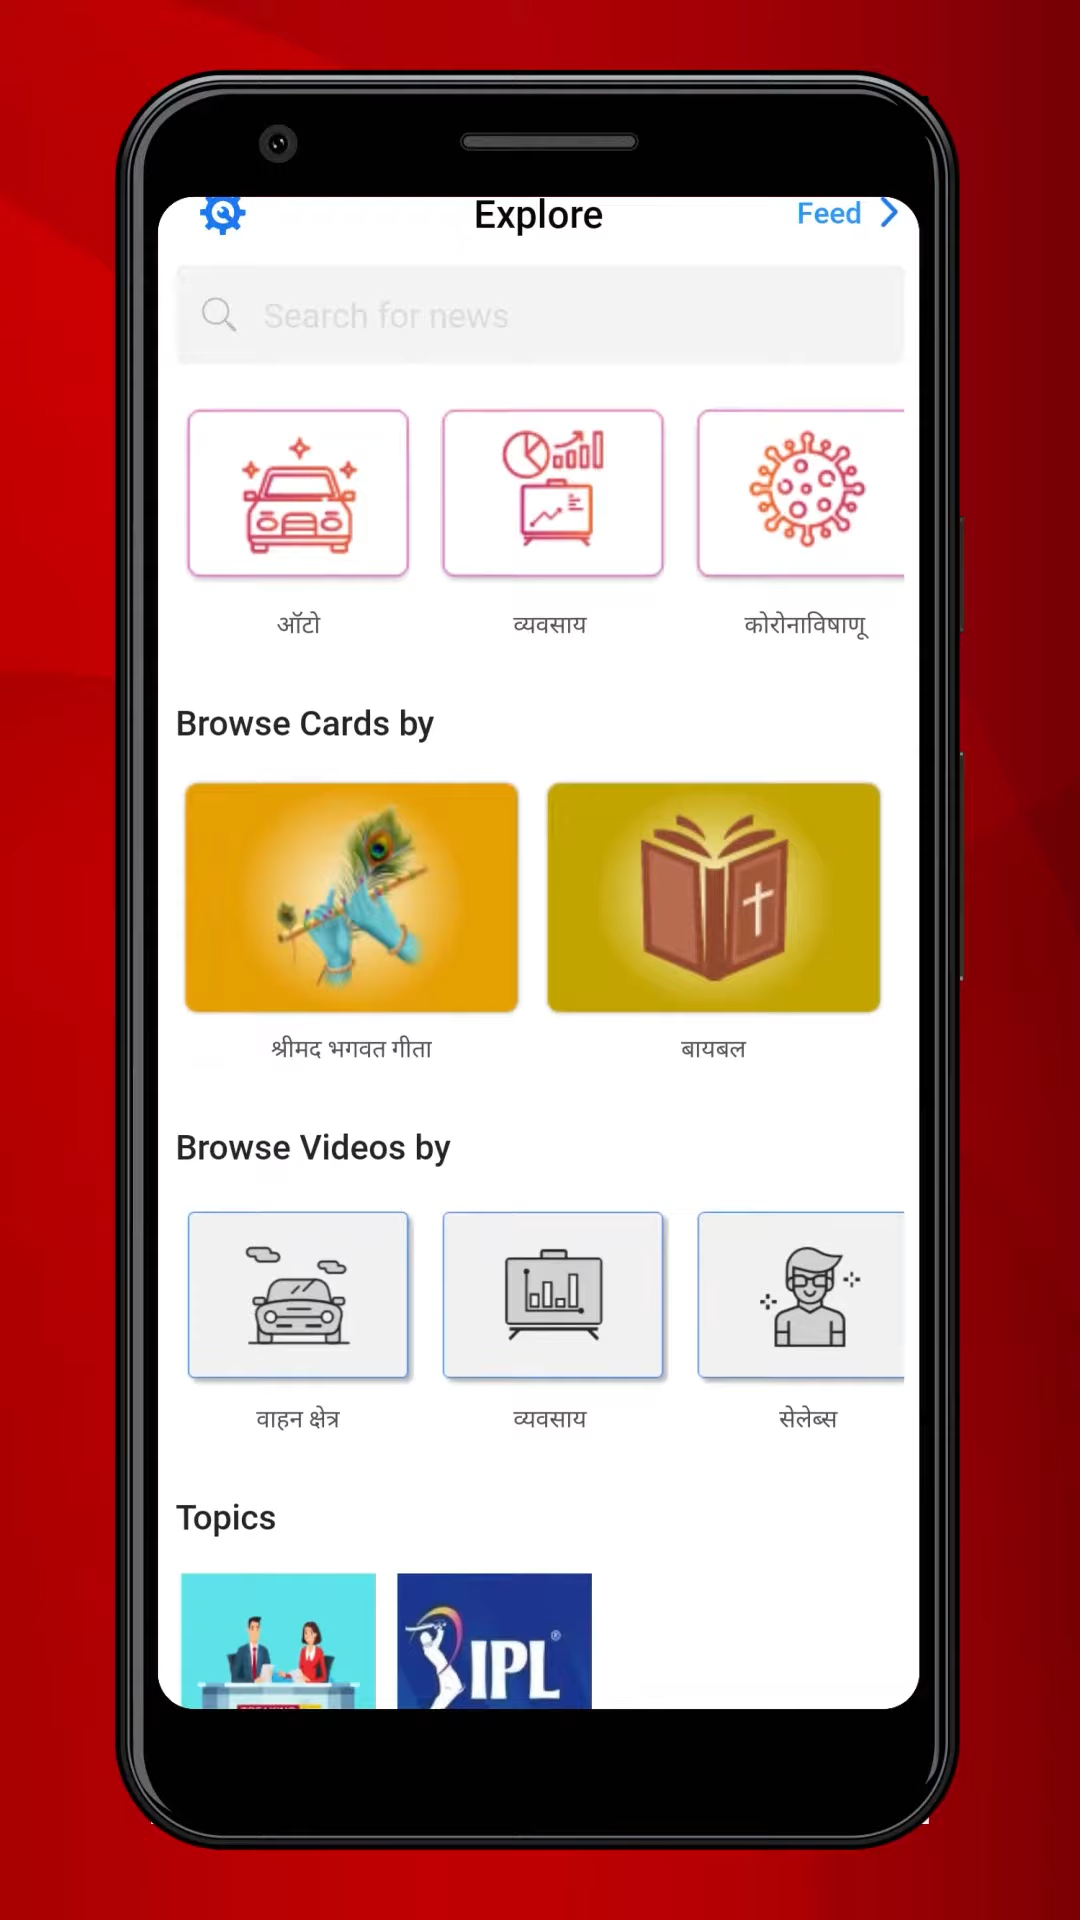 Explore
Feed
Search for news
ऑटो
व्यवसाय
कोरोनाविषाणू
Browse Cards by
श्रीमद भगवत गीता
बायबल
Browse Videos by
वाहन क्षेत्र
व्यवसाय
सेलेब्स
Topics
IPL